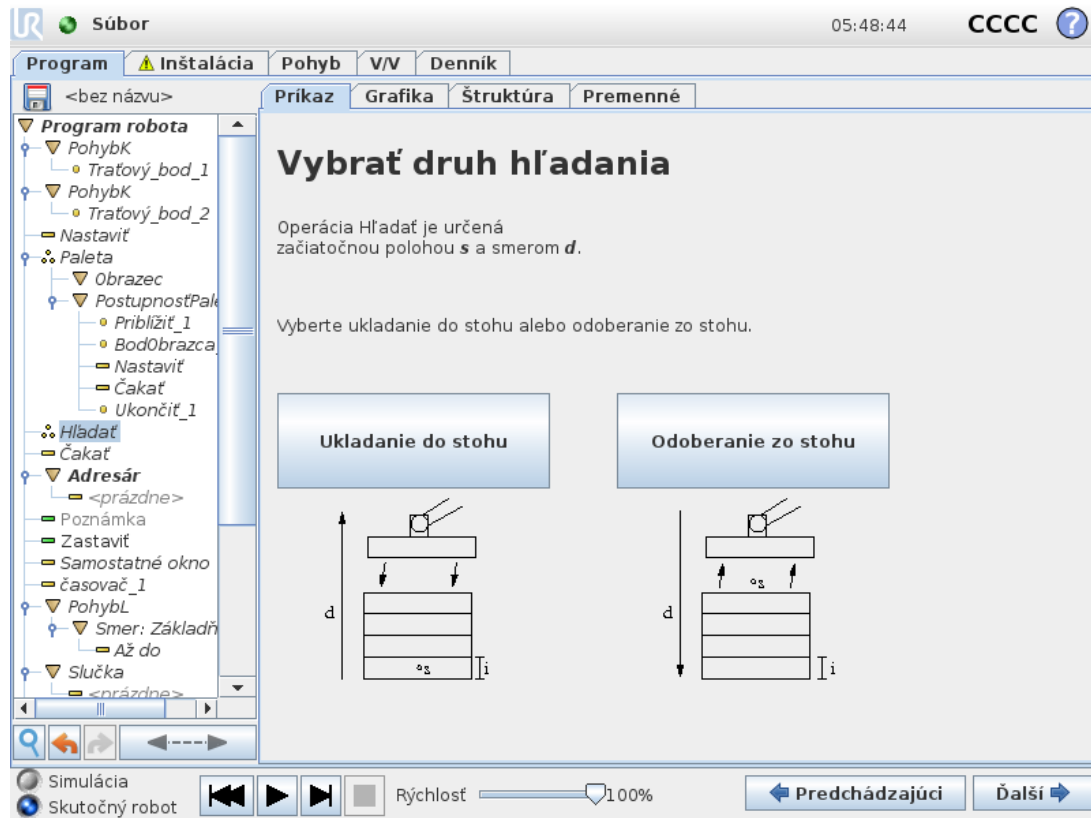 UR Súbor 05:48:44 CCCC ?
Program Inštalácia Pohyb V/V Denník
<bez názvu> Príkaz Grafika Štruktúra Premenné
Program robota
PohybK
Traťový_bod_1
PohybK
Traťový_bod_2
Nastaviť
Paleta
Obrazec
PostupnosťPale
Priblížiť_1
BodObrazca_
Nastaviť
Čakať
Ukončiť_1
Hľadať
Čakať
Adresár
<prázdne>
Poznámka
Zastaviť
Samostatné okno
časovač_1
PohybL
Smer: Základň
Až do
Slučka
<prázdne>
Vybrať druh hľadania
Operácia Hľadať je určená
začiatočnou polohou s a smerom d.
Vyberte ukladanie do stohu alebo odoberanie zo stohu.
Ukladanie do stohu Odoberanie zo stohu
d s i
d s i
Simulácia
Skutočný robot
Rýchlosť 100%
Predchádzajúci Ďalší